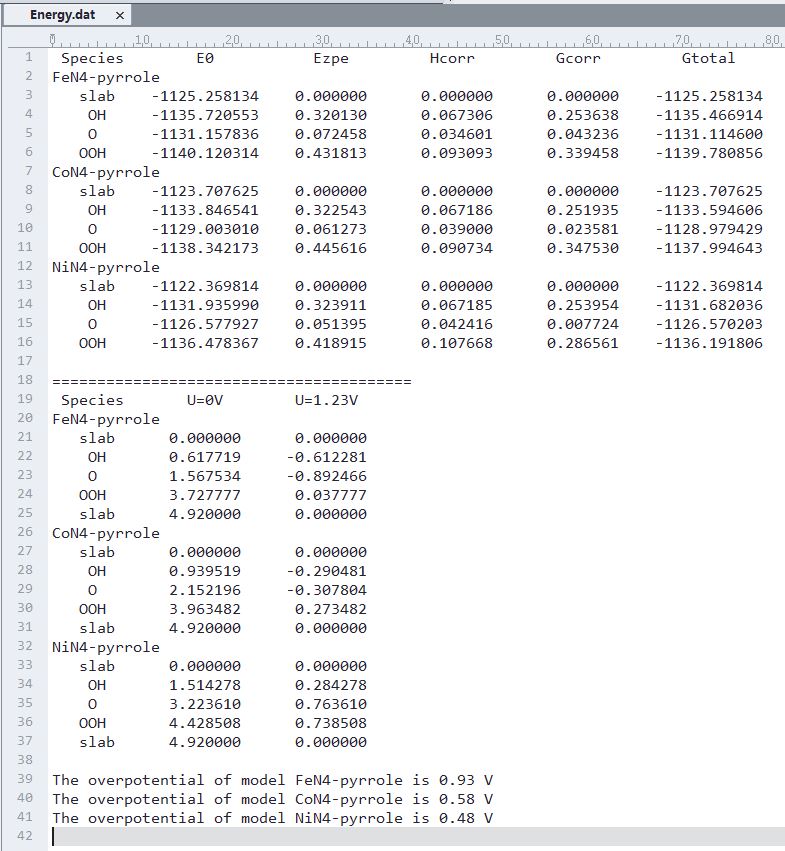 Energy.dat ×
0 10 20 30 40 50 60 70 80
1 Species E0 Ezpe Hcorr Gcorr Gtotal
2 FeN4-pyrrole
3 slab -1125.258134 0.000000 0.000000 0.000000 -1125.258134
4 OH -1135.720553 0.320130 0.067306 0.253638 -1135.466914
5 O -1131.157836 0.072458 0.034601 0.043236 -1131.114600
6 OOH -1140.120314 0.431813 0.093093 0.339458 -1139.780856
7 CoN4-pyrrole
8 slab -1123.707625 0.000000 0.000000 0.000000 -1123.707625
9 OH -1133.846541 0.322543 0.067186 0.251935 -1133.594606
10 O -1129.003010 0.061273 0.039000 0.023581 -1128.979429
11 OOH -1138.342173 0.445616 0.090734 0.347530 -1137.994643
12 NiN4-pyrrole
13 slab -1122.369814 0.000000 0.000000 0.000000 -1122.369814
14 OH -1131.935990 0.323911 0.067185 0.253954 -1131.682036
15 O -1126.577927 0.051395 0.042416 0.007724 -1126.570203
16 OOH -1136.478367 0.418915 0.107668 0.286561 -1136.191806
17
18 ========================================
19 Species U=0V U=1.23V
20 FeN4-pyrrole
21 slab 0.000000 0.000000
22 OH 0.617719 -0.612281
23 O 1.567534 -0.892466
24 OOH 3.727777 0.037777
25 slab 4.920000 0.000000
26 CoN4-pyrrole
27 slab 0.000000 0.000000
28 OH 0.939519 -0.290481
29 O 2.152196 -0.307804
30 OOH 3.963482 0.273482
31 slab 4.920000 0.000000
32 NiN4-pyrrole
33 slab 0.000000 0.000000
34 OH 1.514278 0.284278
35 O 3.223610 0.763610
36 OOH 4.428508 0.738508
37 slab 4.920000 0.000000
38
39 The overpotential of model FeN4-pyrrole is 0.93 V
40 The overpotential of model CoN4-pyrrole is 0.58 V
41 The overpotential of model NiN4-pyrrole is 0.48 V
42